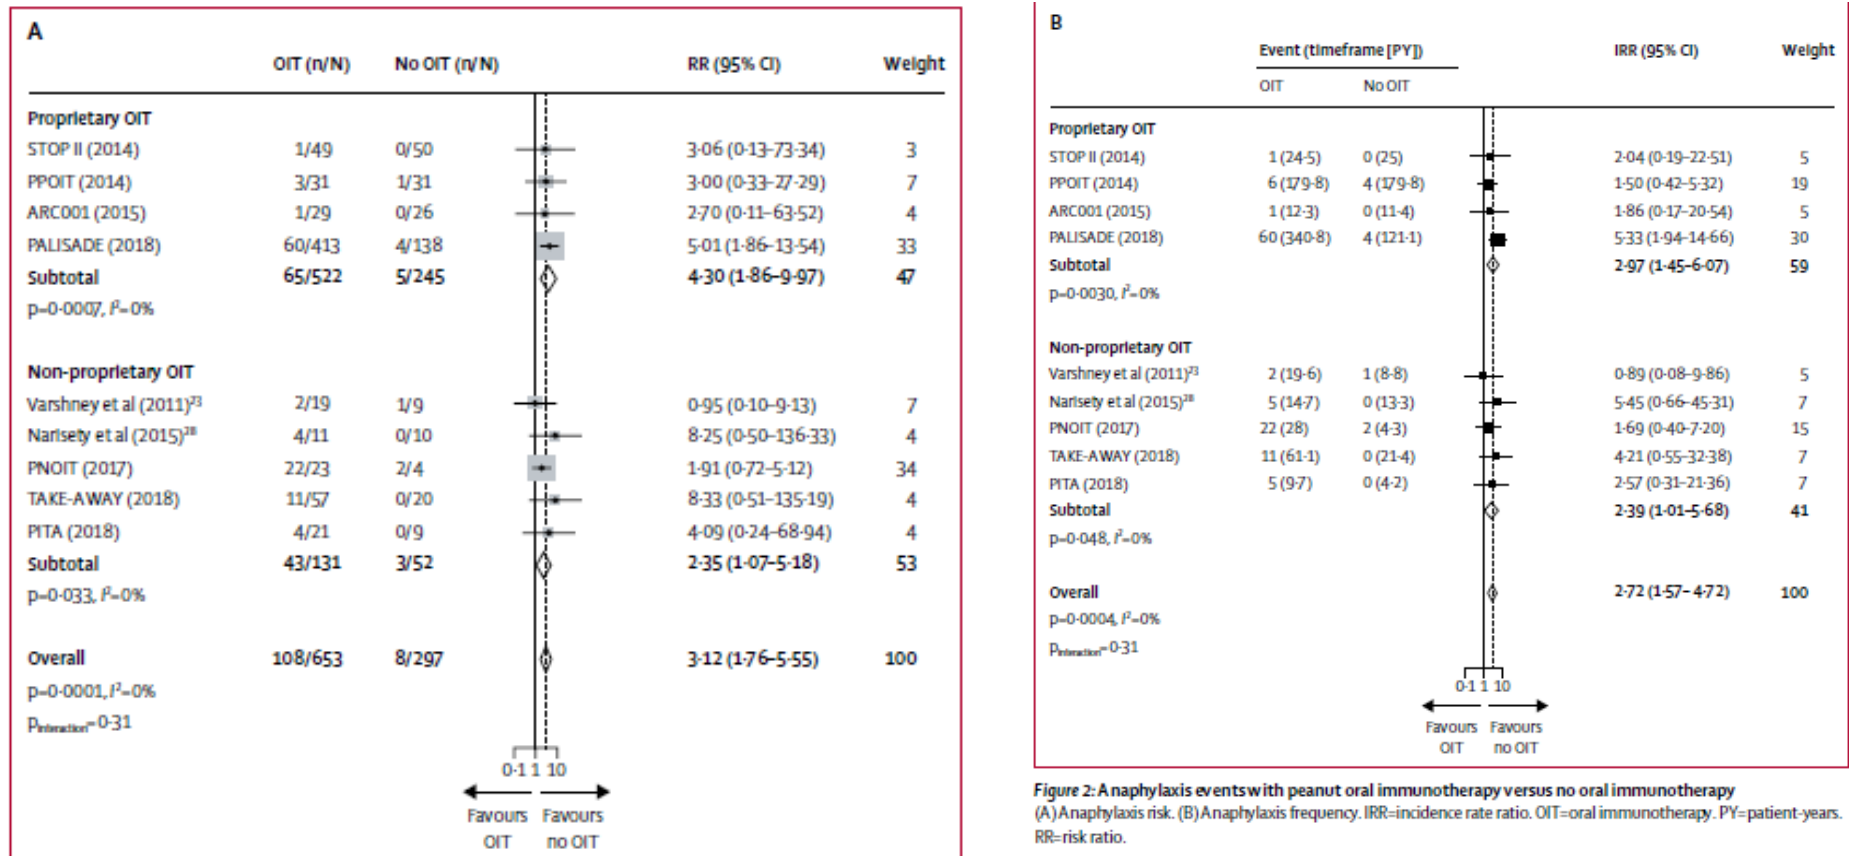 A
OIT (n/N) No OIT (n/N) RR (95% CI) Weight
Proprietary OIT
STOP II (2014) 1/49 0/50 3·06 (0·13–73·34) 3
PPOIT (2014) 3/31 1/31 3·00 (0·33–27·29) 7
ARC001 (2015) 1/29 0/26 2·70 (0·11–63·52) 4
PALISADE (2018) 60/413 4/138 5·01 (1·86–13·54) 33
Subtotal 65/522 5/245 4·30 (1·86–9·97) 47
p=0·0007, I²=0%
Non-proprietary OIT
Varshney et al (2011)²³ 2/19 1/9 0·95 (0·10–9·13) 7
Narisety et al (2015)²⁸ 4/11 0/10 8·25 (0·50–136·33) 4
PNOIT (2017) 22/23 2/4 1·91 (0·72–5·12) 34
TAKE-AWAY (2018) 11/57 0/20 8·33 (0·51–135·19) 4
PITA (2018) 4/21 0/9 4·09 (0·24–68·94) 4
Subtotal 43/131 3/52 2·35 (1·07–5·18) 53
p=0·033, I²=0%
Overall 108/653 8/297 3·12 (1·76–5·55) 100
p=0·0001, I²=0%
pinteraction=0·31
0·1 1 10
Favours Favours
OIT no OIT
B
Event (timeframe [PY]) IRR (95% CI) Weight
OIT No OIT
Proprietary OIT
STOP II (2014) 1 (24·5) 0 (25) 2·04 (0·19–22·51) 5
PPOIT (2014) 6 (179·8) 4 (179·8) 1·50 (0·42–5·32) 19
ARC001 (2015) 1 (12·3) 0 (11·4) 1·86 (0·17–20·54) 5
PALISADE (2018) 60 (340·8) 4 (121·1) 5·33 (1·94–14·66) 30
Subtotal 2·97 (1·45–6·07) 59
p=0·0030, I²=0%
Non-proprietary OIT
Varshney et al (2011)²³ 2 (19·6) 1 (8·8) 0·89 (0·08–9·86) 5
Narisety et al (2015)²⁸ 5 (14·7) 0 (13·3) 5·45 (0·66–45·31) 7
PNOIT (2017) 22 (28) 2 (4·3) 1·69 (0·40–7·20) 15
TAKE-AWAY (2018) 11 (61·1) 0 (21·4) 4·21 (0·55–32·38) 7
PITA (2018) 5 (9·7) 0 (4·2) 2·57 (0·31–21·36) 7
Subtotal 2·39 (1·01–5·68) 41
p=0·048, I²=0%
Overall 2·72 (1·57–4·72) 100
p=0·0004, I²=0%
pinteraction=0·31
0·1 1 10
Favours Favours
OIT no OIT
Figure 2: Anaphylaxis events with peanut oral immunotherapy versus no oral immunotherapy
(A) Anaphylaxis risk. (B) Anaphylaxis frequency. IRR=incidence rate ratio. OIT=oral immunotherapy. PY=patient-years.
RR=risk ratio.